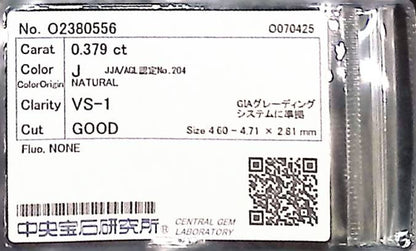 No. O2380556 O070425
Carat 0.379 ct
Color J JJA/AGL認定No.204
ColorOrigin NATURAL
Clarity VS-1 GIAグレーディング
システムに準拠
Cut GOOD Size 4.60 - 4.71 × 2.81 mm
Fluo. NONE
中央宝石研究所® CENTRAL GEM
LABORATORY